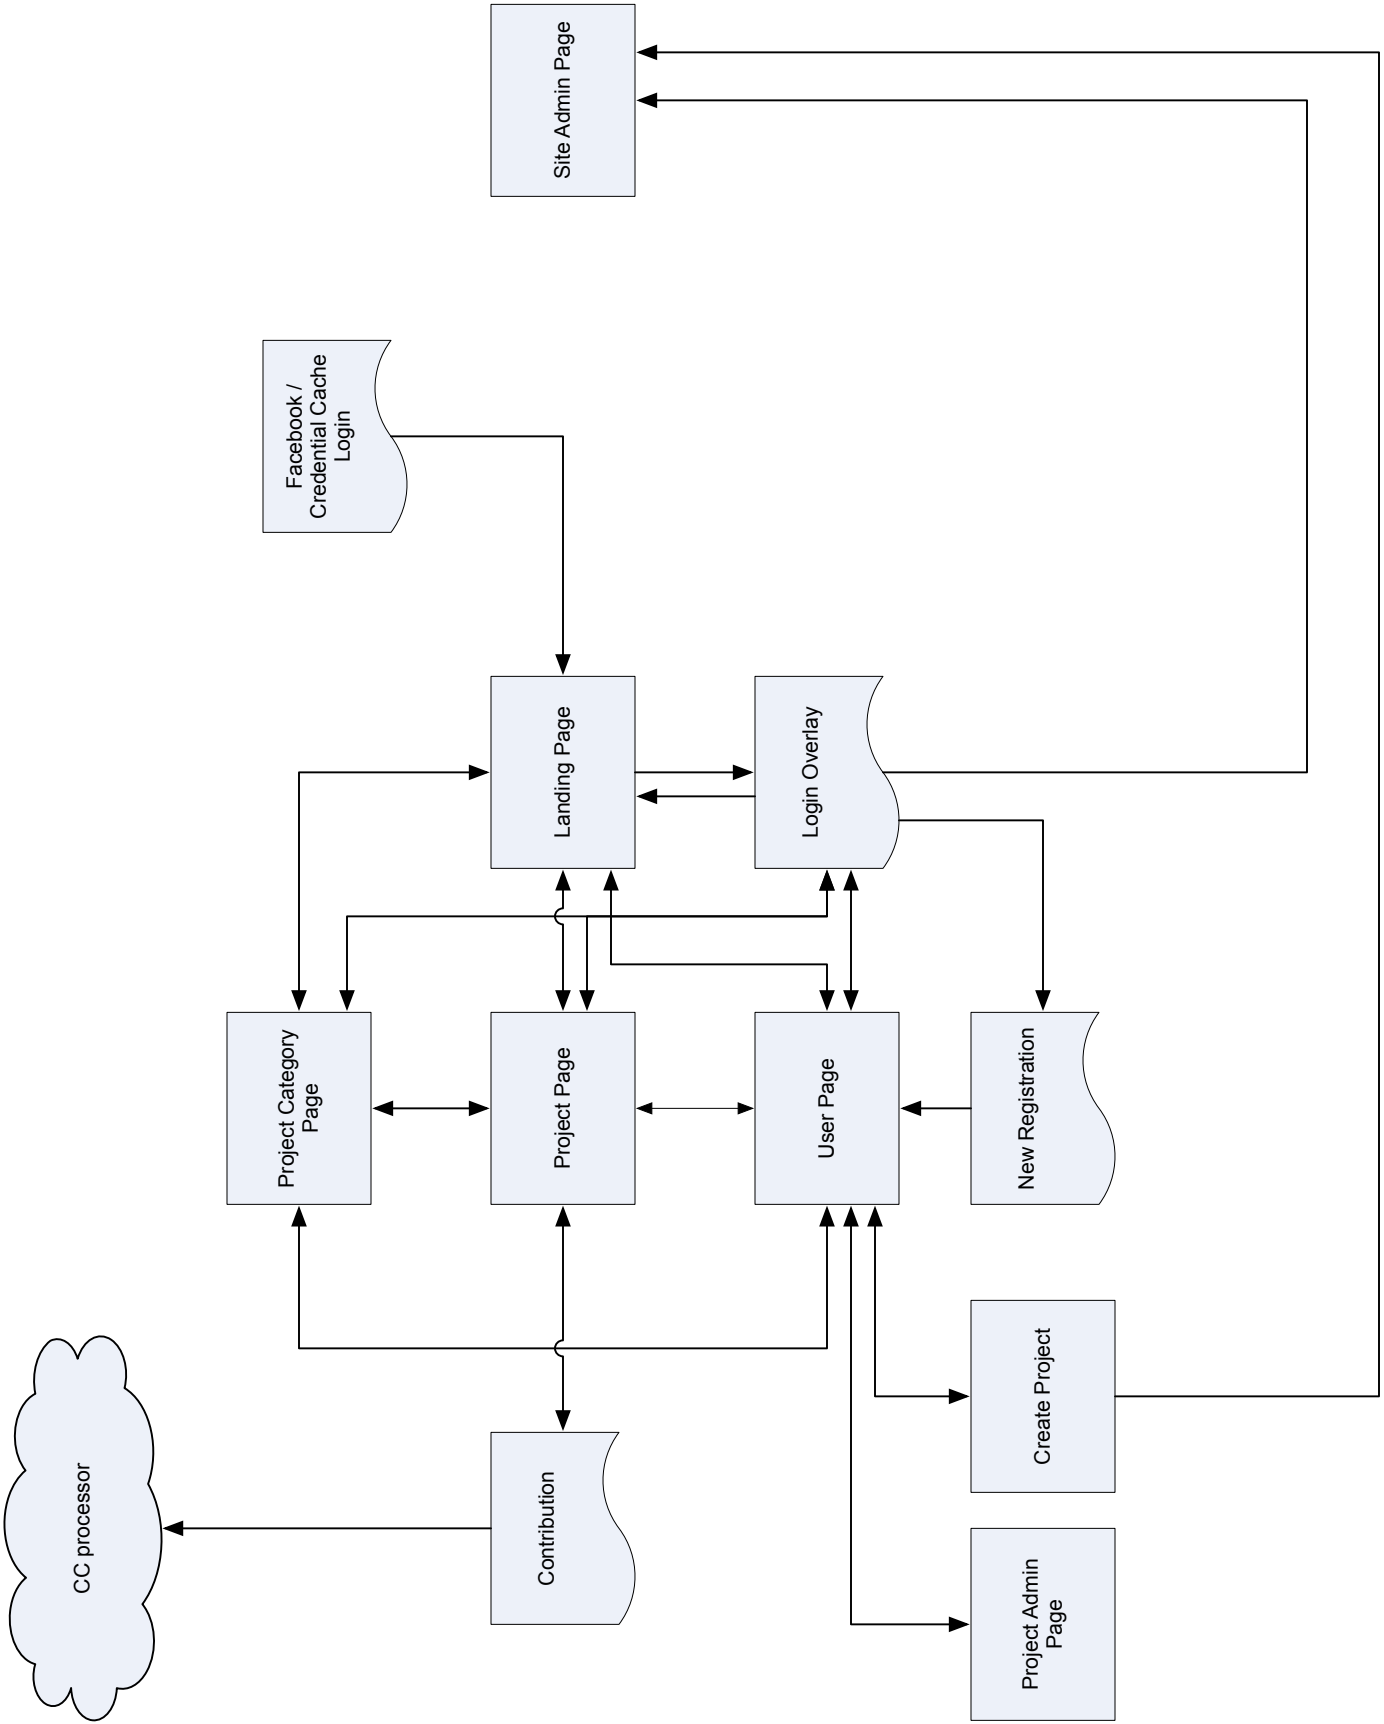 CC processor
Contribution
Project Admin
Page
Create Project
Project Category
Page
Project Page
User Page
New Registration
Landing Page
Login Overlay
Facebook /
Credential Cache
Login
Site Admin Page